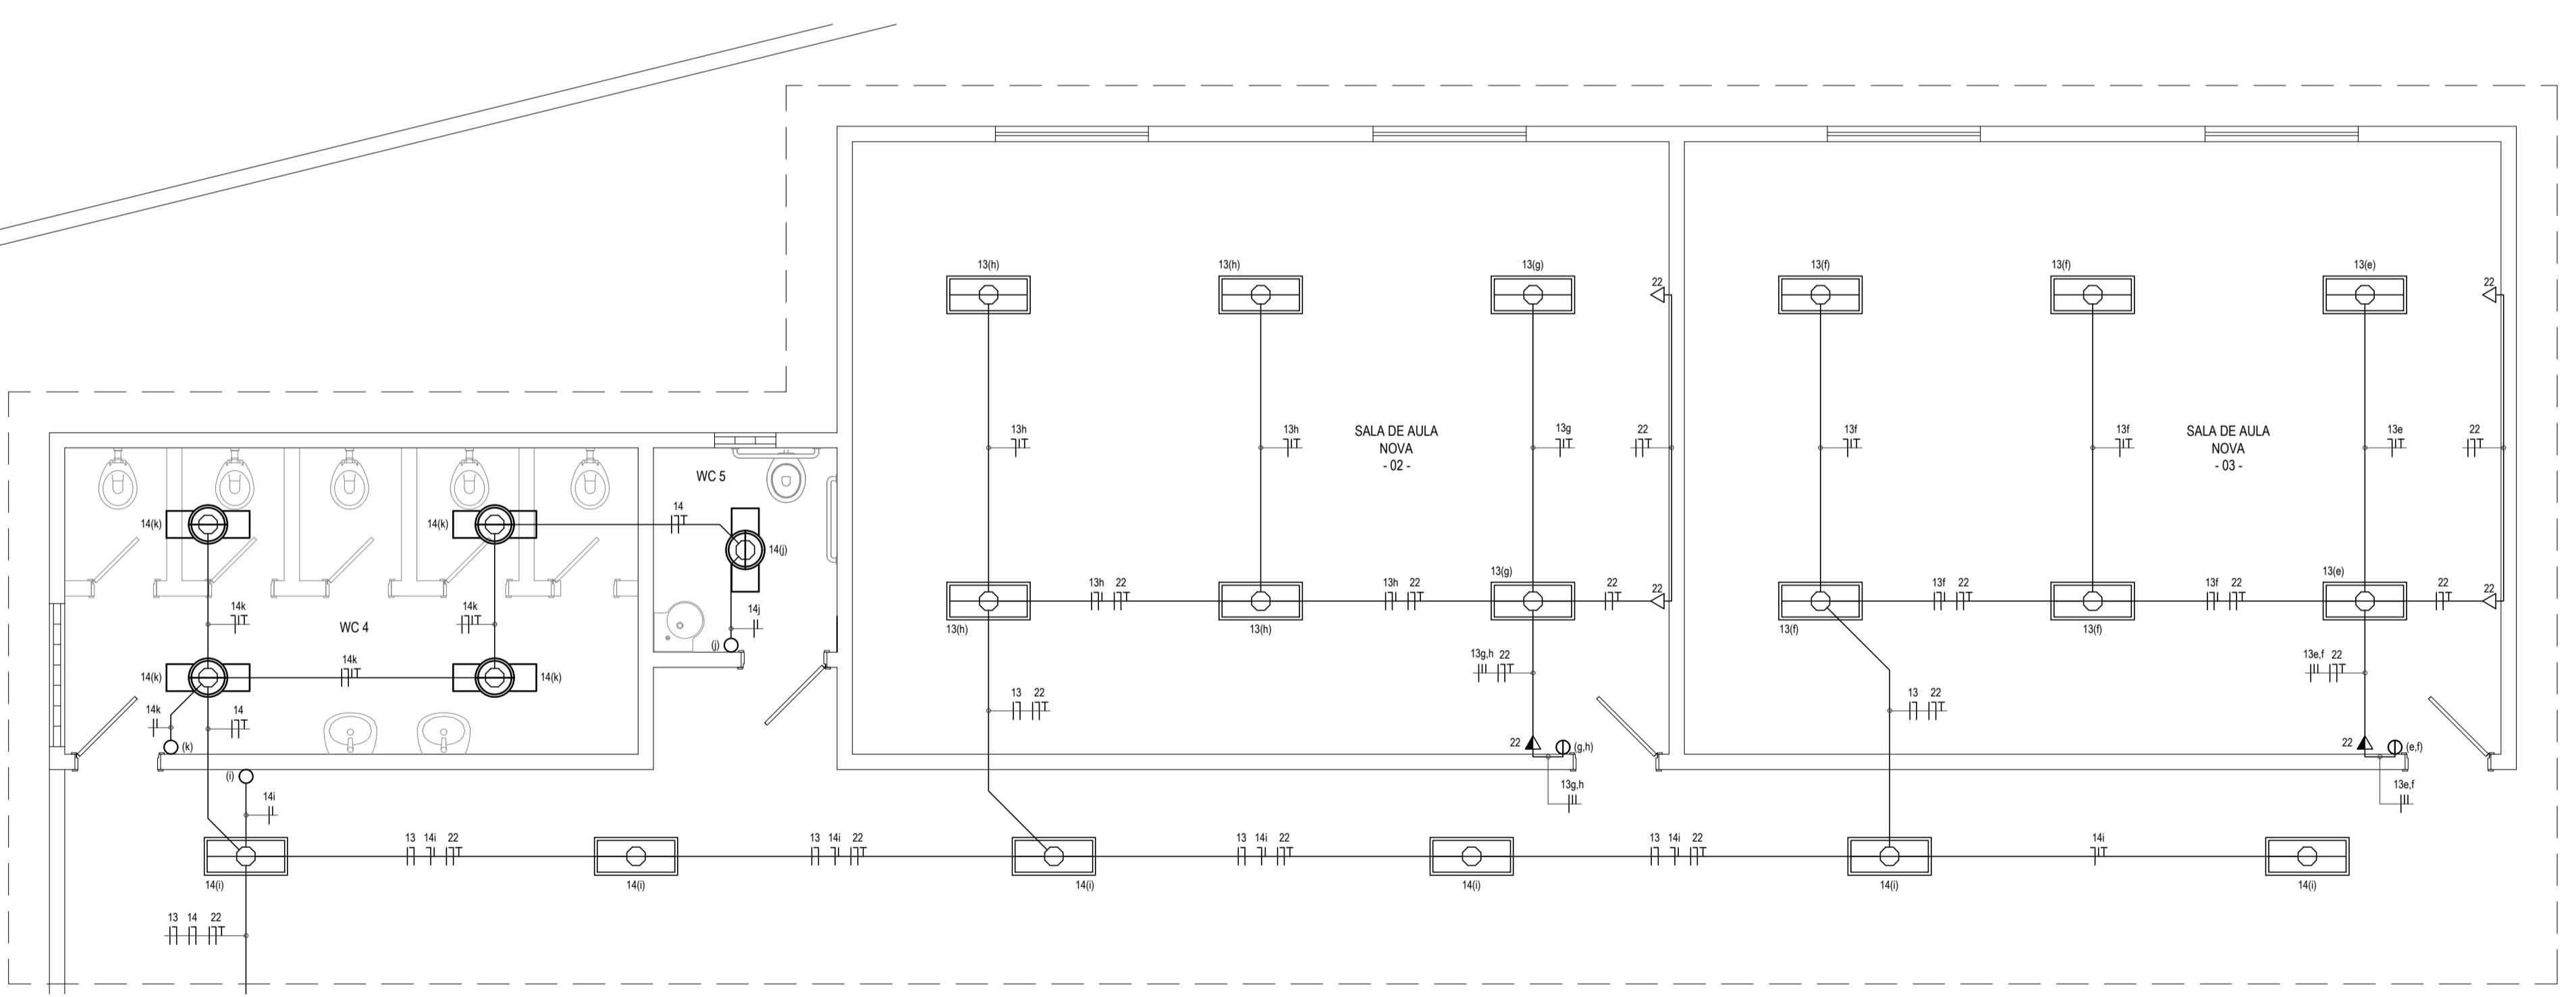 13(h)
13(h)
13(g)
22
13(f)
13(f)
13(e)
22
13h
13h
SALA DE AULA
NOVA
- 02 -
13g
22
13f
13f
SALA DE AULA
NOVA
- 03 -
13e
22
WC 5
14
14(k)
14(k)
14(j)
14k
14k
WC 4
14j
(j)
14k
14(k)
14(k)
14k
14
(k)
13(g)
13h 22
13h 22
22
22
13(h)
13(h)
13(e)
13f 22
13f 22
22
22
13(f)
13(f)
13g,h 22
13e,f 22
13 22
13 22
22
(g,h)
22
(e,f)
13g,h
13e,f
(i)
14i
13 14i 22
13 14i 22
13 14i 22
13 14i 22
14i
14(i)
14(i)
14(i)
14(i)
14(i)
14(i)
13 14 22